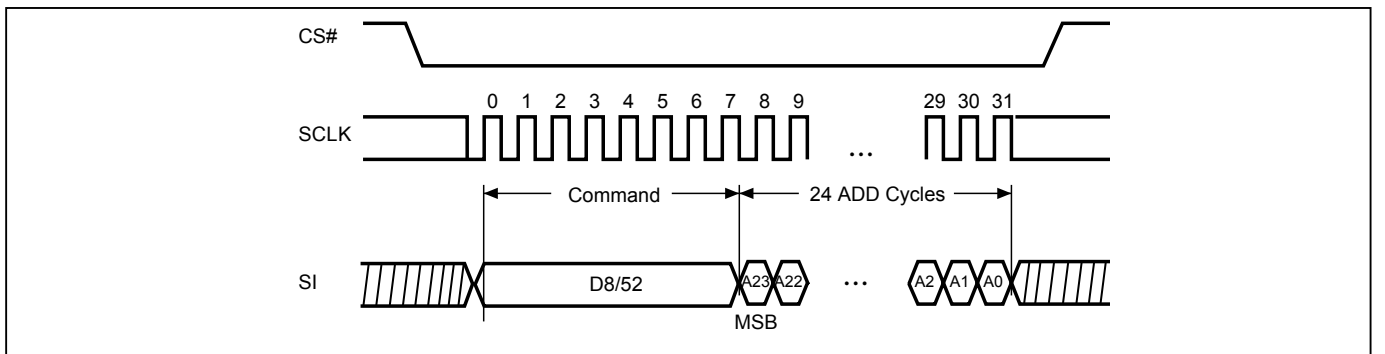 CS#
0 1 2 3 4 5 6 7 8 9 29 30 31
SCLK
...
Command 24 ADD Cycles
SI D8/52 A23 A22 ... A2 A1 A0
MSB